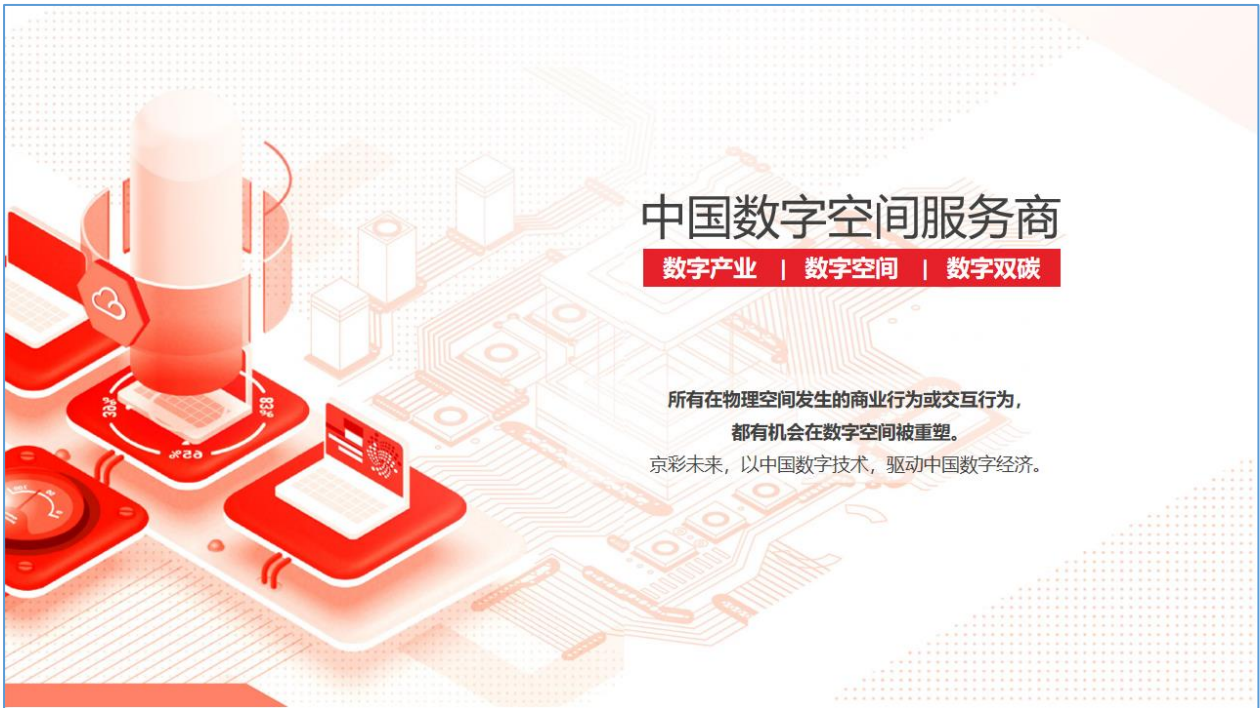 中国数字空间服务商
数字产业 | 数字空间 | 数字双碳
所有在物理空间发生的商业行为或交互行为，
都有机会在数字空间被重塑。
京彩未来，以中国数字技术，驱动中国数字经济。